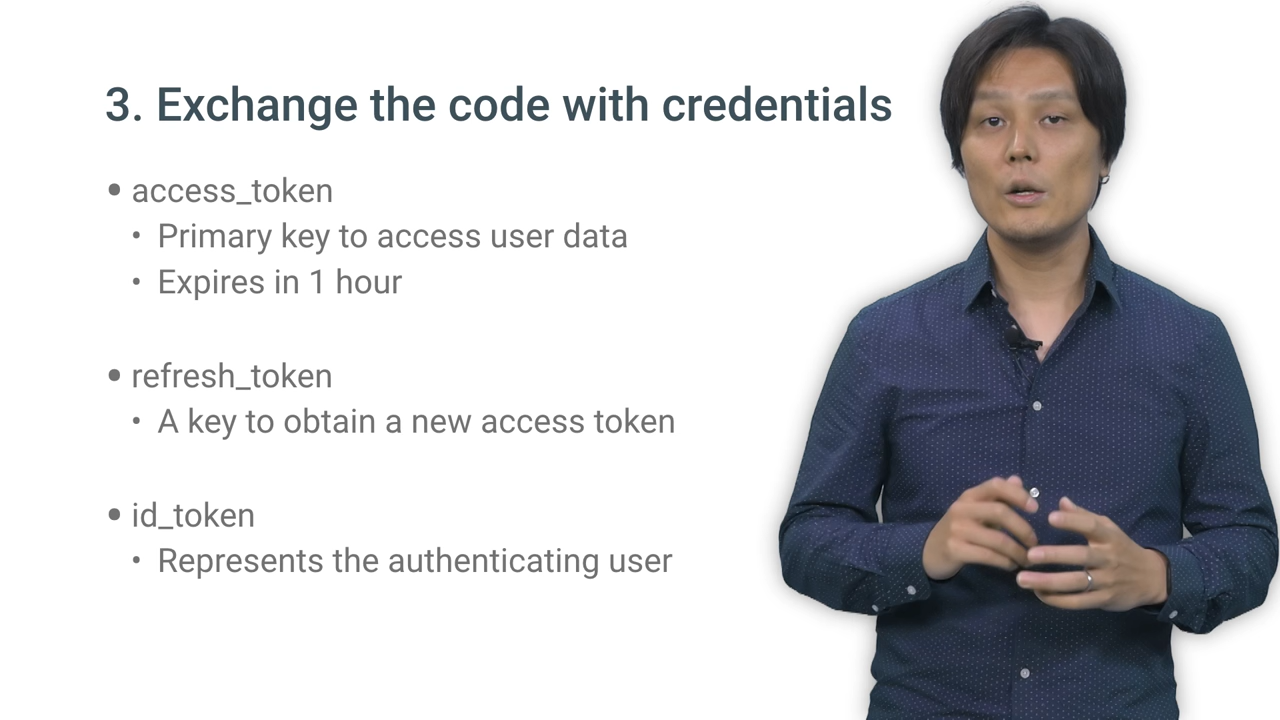 3. Exchange the code with credentials
• access_token
• Primary key to access user data
• Expires in 1 hour
• refresh_token
• A key to obtain a new access token
• id_token
• Represents the authenticating user